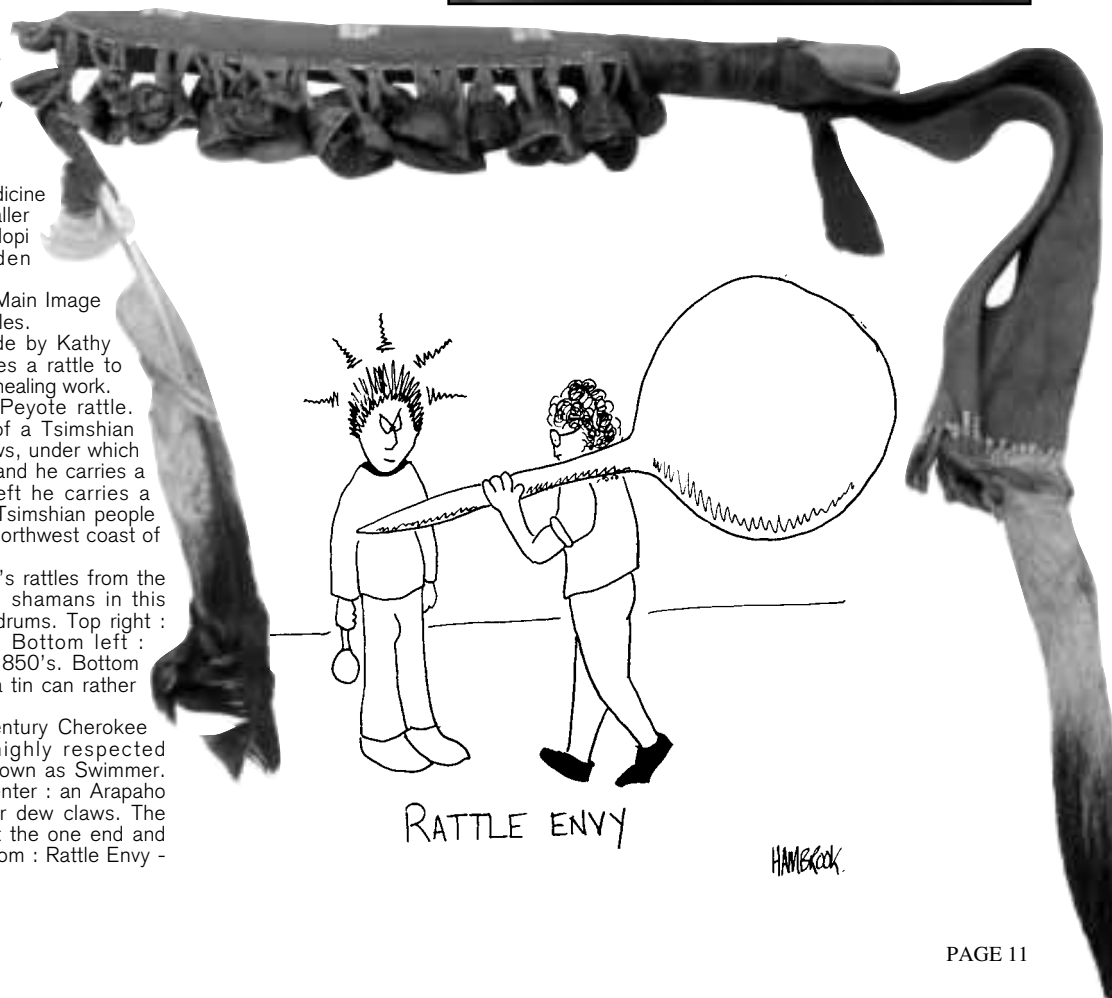 dicine
aller
Hopi
den
Main Image
les.
de by Kathy
es a rattle to
healing work.
Peyote rattle.
of a Tsimshian
ws, under which
and he carries a
eft he carries a
Tsimshian people
orthwest coast of
's rattles from the
shamans in this
drums. Top right :
Bottom left :
850's. Bottom
a tin can rather
entury Cherokee
highly respected
own as Swimmer.
enter : an Arapaho
r dew claws. The
t the one end and
om : Rattle Envy -
RATTLE ENVY
HAMBROOK.
PAGE 11